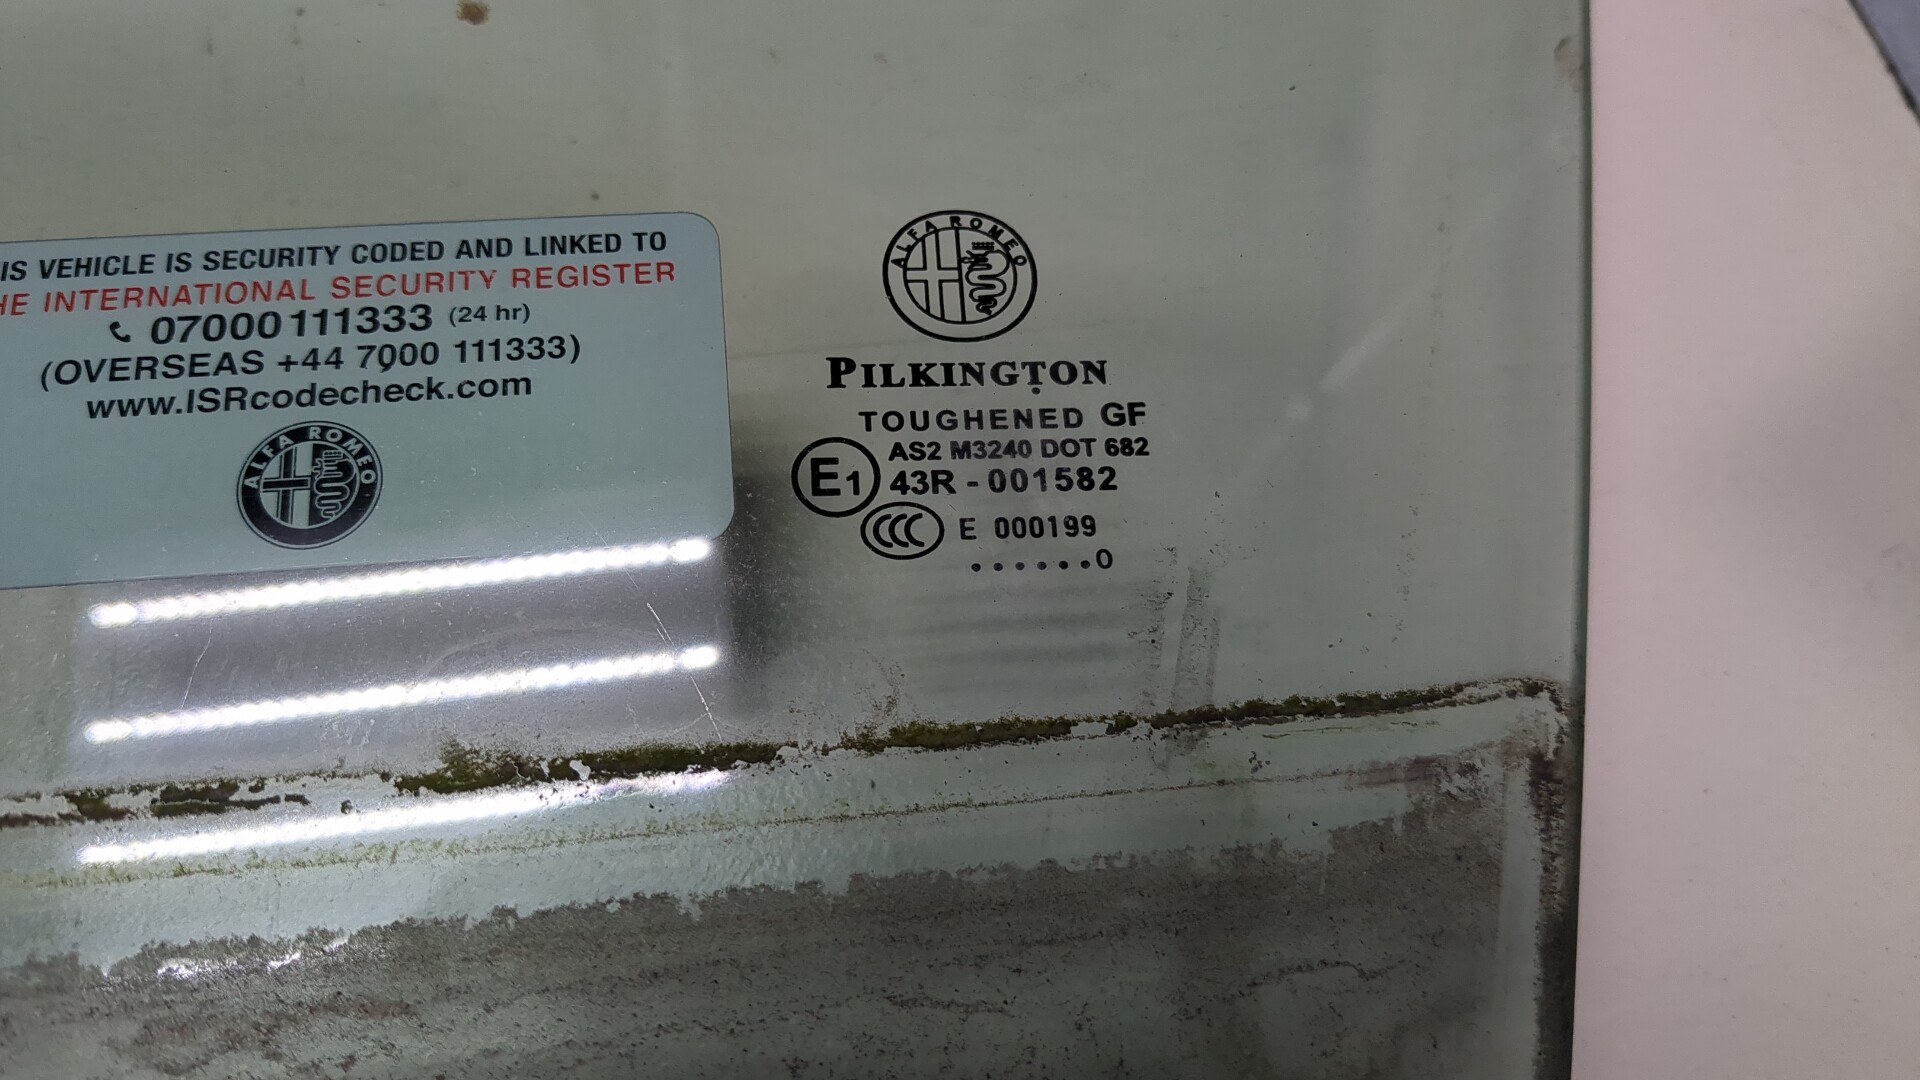 IS VEHICLE IS SECURITY CODED AND LINKED TO
HE INTERNATIONAL SECURITY REGISTER
07000 111333 (24 hr)
(OVERSEAS +44 7000 111333)
www.ISRcodecheck.com
ALFA ROMEO
ALFA ROMEO
PILKINGTON
TOUGHENED GF
AS2 M3240 DOT 682
E1 43R - 001582
CCC E 000199
......0